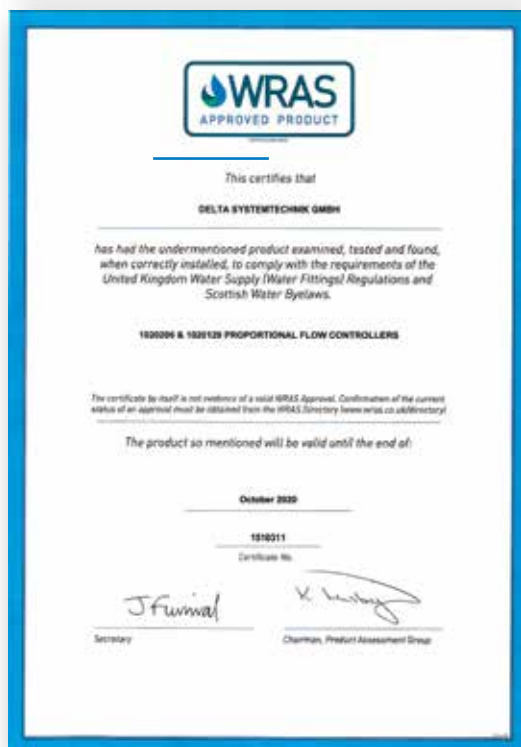 WRAS
APPROVED PRODUCT
This certifies that
DELTA SYSTEMTECHNIK GMBH
has had the undermentioned product examined, tested and found,
when correctly installed, to comply with the requirements of the
United Kingdom Water Supply (Water Fittings) Regulations and
Scottish Water Byelaws.
1020206 & 1020129 PROPORTIONAL FLOW CONTROLLERS
The certificate by itself is not evidence of a valid WRAS Approval. Confirmation of the current
status of an approval must be obtained from the WRAS Directory (www.wras.co.uk/directory)
The product so mentioned will be valid until the end of:
October 2020
1510311
Certificate No.
J Furnival
Secretary
Chairman, Product Assessment Group